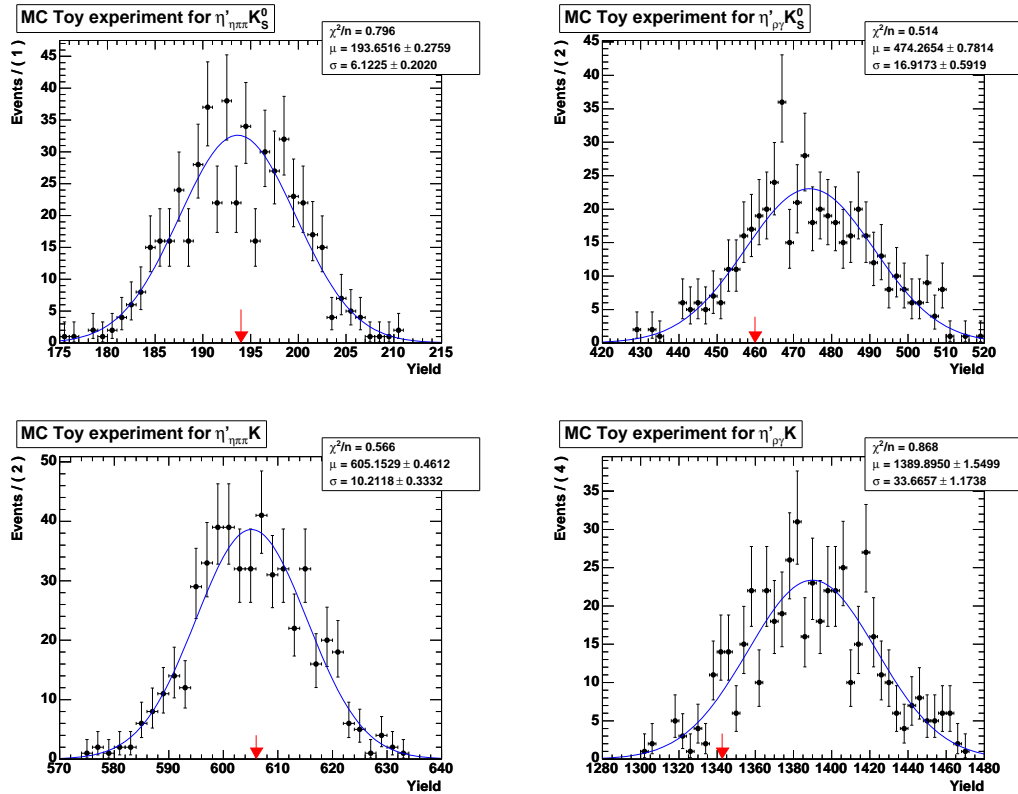 MC Toy experiment for η'ηππK⁰S
χ²/n = 0.796
μ = 193.6516 ± 0.2759
σ = 6.1225 ± 0.2020
Events / ( 1 )
45
40
35
30
25
20
15
10
5
0
175 185 195 200 205 210 215
Yield
MC Toy experiment for η'ργK⁰S
χ²/n = 0.514
μ = 474.2654 ± 0.7814
σ = 16.9173 ± 0.5919
Events / ( 2 )
40
35
30
25
20
15
10
5
0
420 430 440 450 460 470 480 490 500 510 520
Yield
MC Toy experiment for η'ηππK
χ²/n = 0.566
μ = 605.1529 ± 0.4612
σ = 10.2118 ± 0.3332
Events / ( 2 )
50
40
30
20
10
0
570 580 590 600 610 620 630 640
Yield
MC Toy experiment for η'ργK
χ²/n = 0.868
μ = 1389.8950 ± 1.5499
σ = 33.6657 ± 1.1738
Events / ( 4 )
35
30
25
20
15
10
5
0
1280 1300 1320 1340 1360 1380 1400 1420 1440 1460 1480
Yield